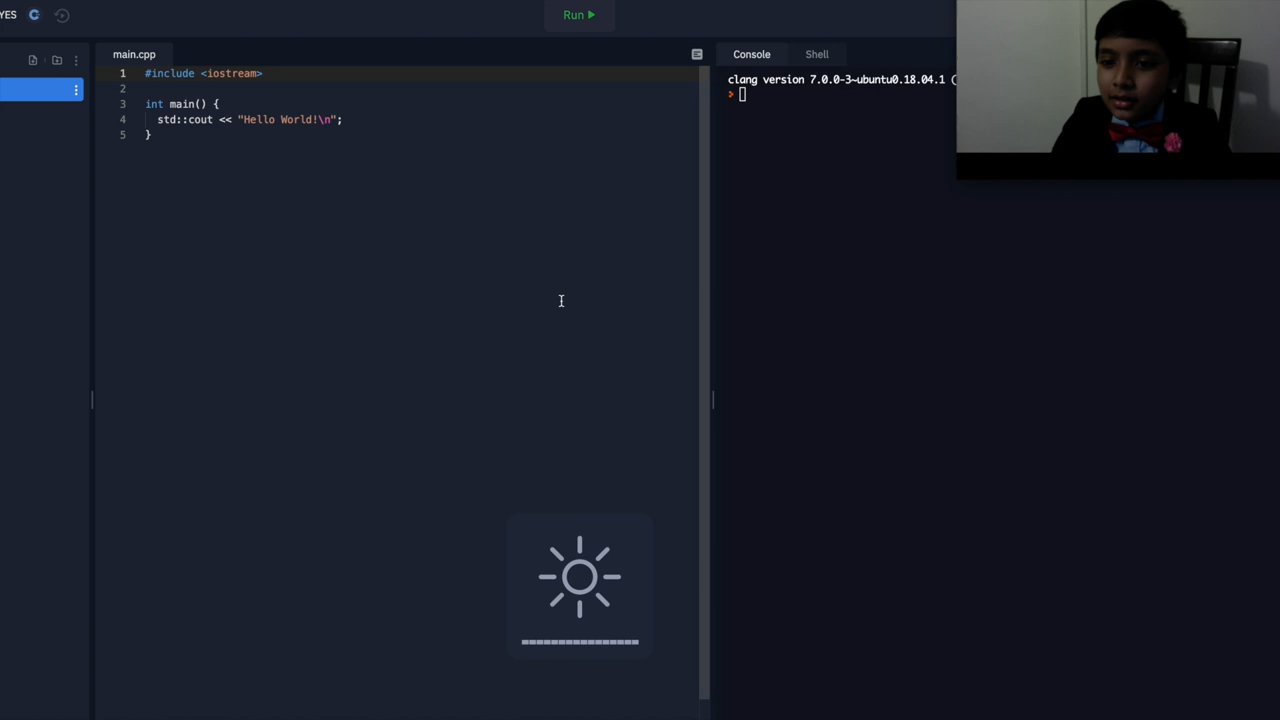 YES
Run
main.cpp
Console Shell
1 #include <iostream>
2
3 int main() {
4 std::cout << "Hello World!\n";
5 }
clang version 7.0.0-3~ubuntu0.18.04.1 (
>